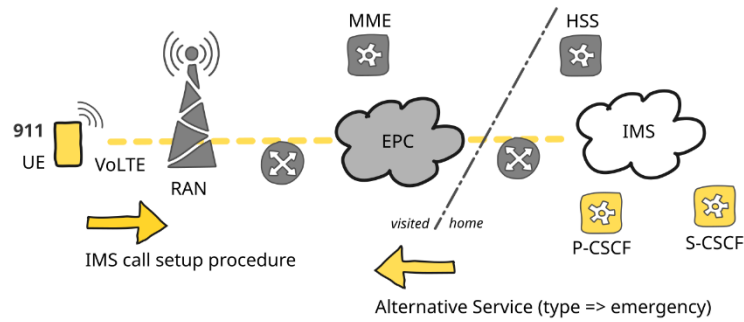 MME
HSS
911
UE
VoLTE
RAN
EPC
IMS
visited
home
P-CSCF
S-CSCF
IMS call setup procedure
Alternative Service (type => emergency)